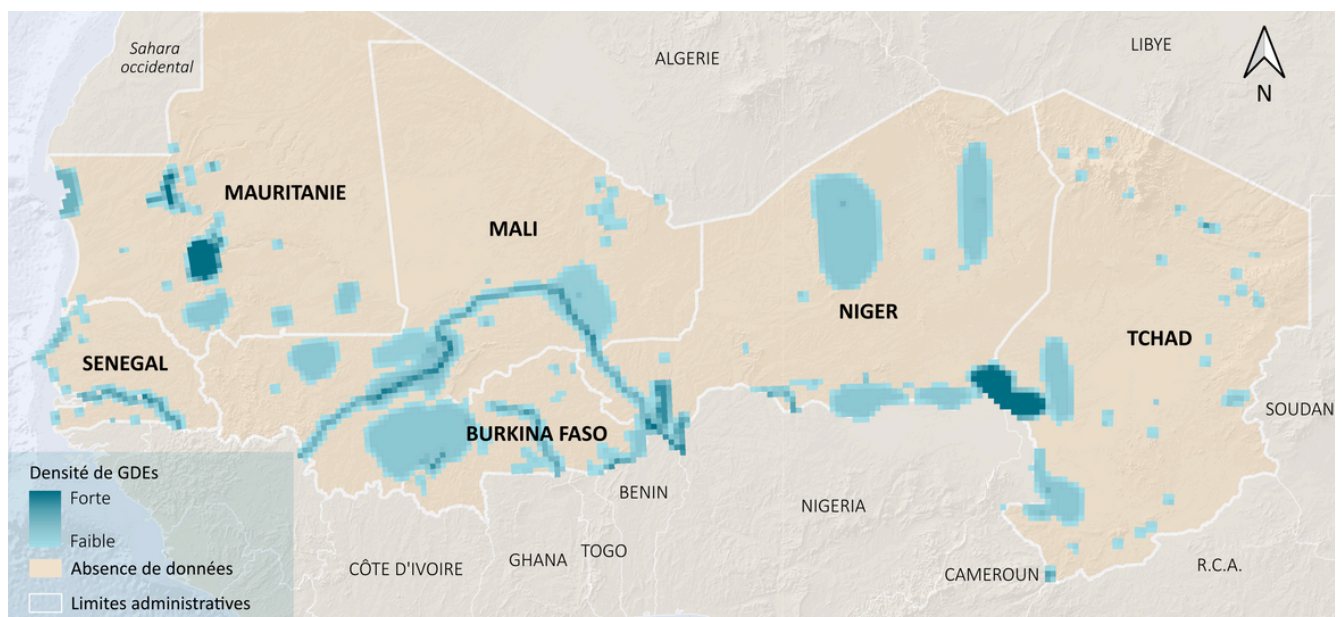 Sahara
occidental
ALGERIE
LIBYE
N
MAURITANIE
MALI
NIGER
TCHAD
SENEGAL
BURKINA FASO
SOUDAN
BENIN
NIGERIA
GHANA
TOGO
CÔTE D'IVOIRE
CAMEROUN
R.C.A.
Densité de GDEs
Forte
Faible
Absence de données
Limites administratives